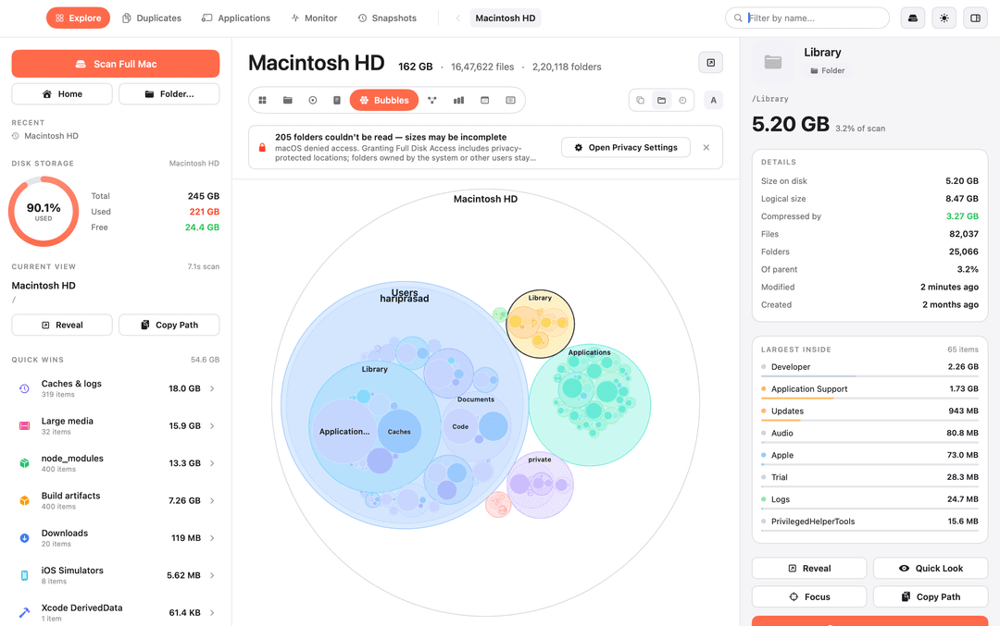 Explore
Duplicates
Applications
Monitor
Snapshots
Macintosh HD
Filter by name...
Scan Full Mac
Home
Folder...
RECENT
Macintosh HD
DISK STORAGE
Macintosh HD
90.1%
USED
Total 245 GB
Used 221 GB
Free 24.4 GB
CURRENT VIEW
7.1s scan
Macintosh HD
/
Reveal
Copy Path
QUICK WINS
54.6 GB
Caches & logs
319 items
18.0 GB
Large media
32 items
15.9 GB
node_modules
400 items
13.3 GB
Build artifacts
400 items
7.26 GB
Downloads
20 items
119 MB
iOS Simulators
8 items
5.62 MB
Xcode DerivedData
1 item
61.4 KB
Macintosh HD 162 GB · 16,47,622 files · 2,20,118 folders
Bubbles
A
205 folders couldn't be read — sizes may be incomplete
macOS denied access. Granting Full Disk Access includes privacy-
protected locations; folders owned by the system or other users stay...
Open Privacy Settings
Macintosh HD
Users
hariprasad
Library
Applications
Library
Documents
Application...
Caches
Code
private
Library
Folder
/Library
5.20 GB 3.2% of scan
DETAILS
Size on disk 5.20 GB
Logical size 8.47 GB
Compressed by 3.27 GB
Files 82,037
Folders 25,066
Of parent 3.2%
Modified 2 minutes ago
Created 2 months ago
LARGEST INSIDE 65 items
Developer 2.26 GB
Application Support 1.73 GB
Updates 943 MB
Audio 80.8 MB
Apple 73.0 MB
Trial 28.3 MB
Logs 24.7 MB
PrivilegedHelperTools 15.6 MB
Reveal
Quick Look
Focus
Copy Path